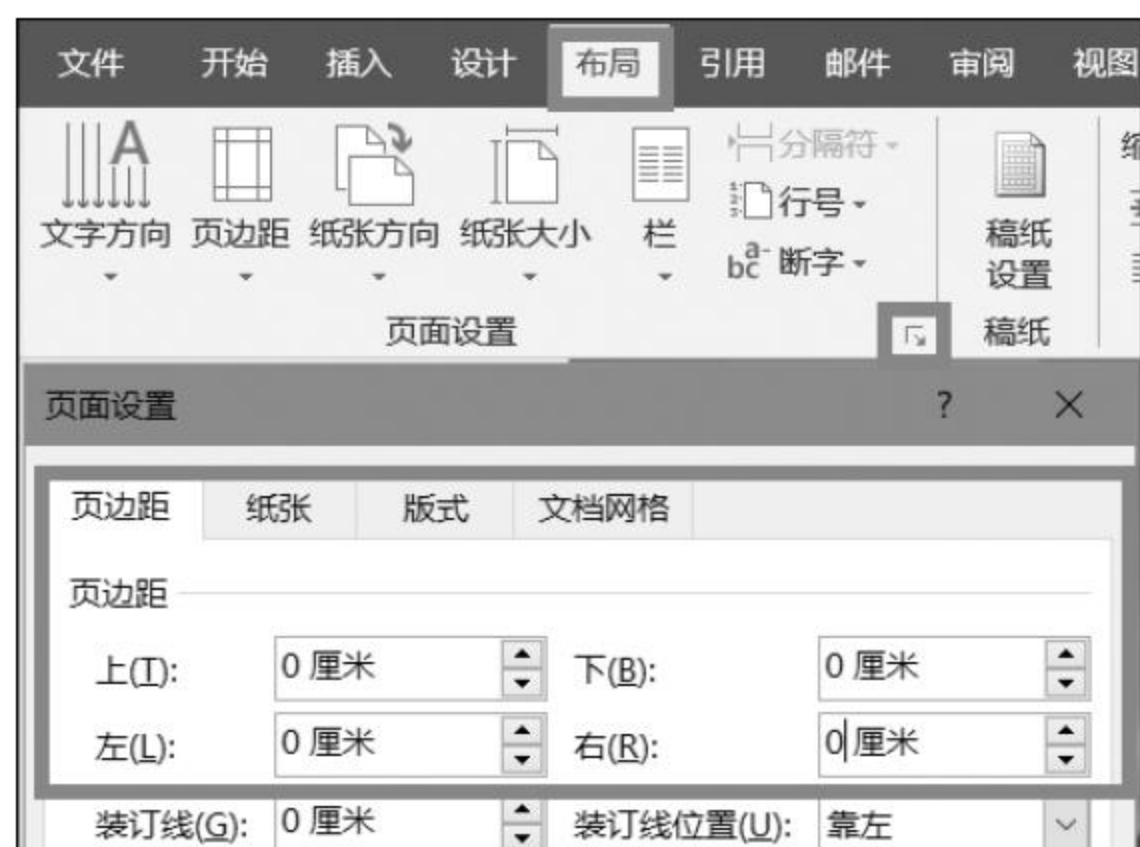 文件 开始 插入 设计 布局 引用 邮件 审阅 视图
A 分隔符
文字方向 页边距 纸张方向 纸张大小 栏 行号 稿纸设置
bc a- 断字
页面设置 稿纸
页面设置 ? ×
页边距 纸张 版式 文档网格
页边距
上(T): 0 厘米 下(B): 0 厘米
左(L): 0 厘米 右(R): 0 厘米
装订线(G): 0 厘米 装订线位置(U): 靠左